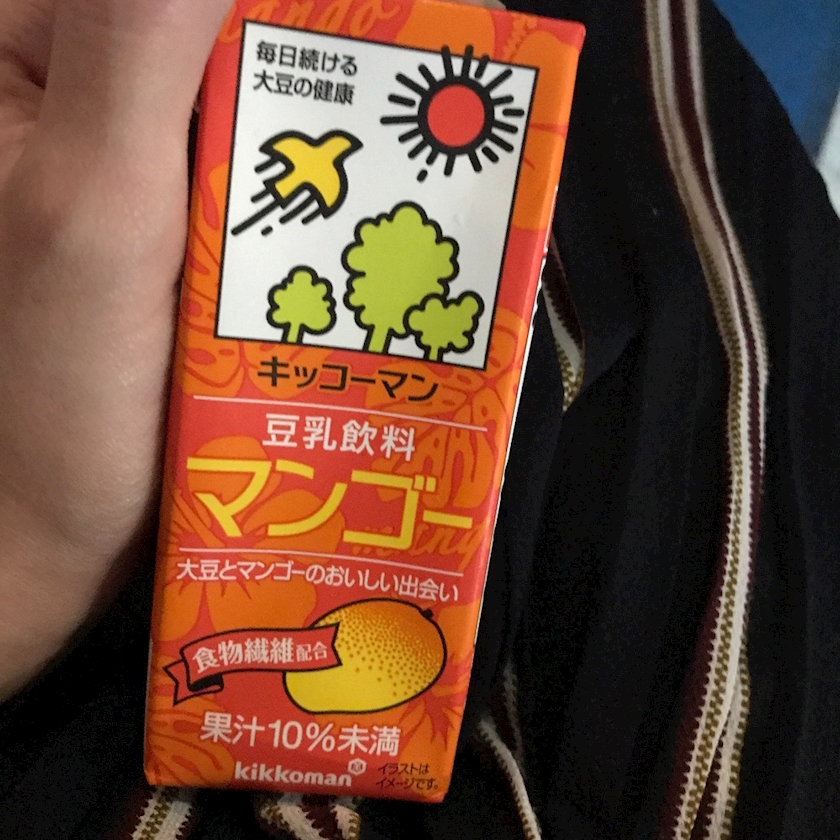 mango
毎日続ける
大豆の健康
キッコーマン
豆乳飲料
マンゴー
mango
大豆とマンゴーのおいしい出会い
食物繊維配合
果汁10%未満
kikkoman
イラストは
イメージです。